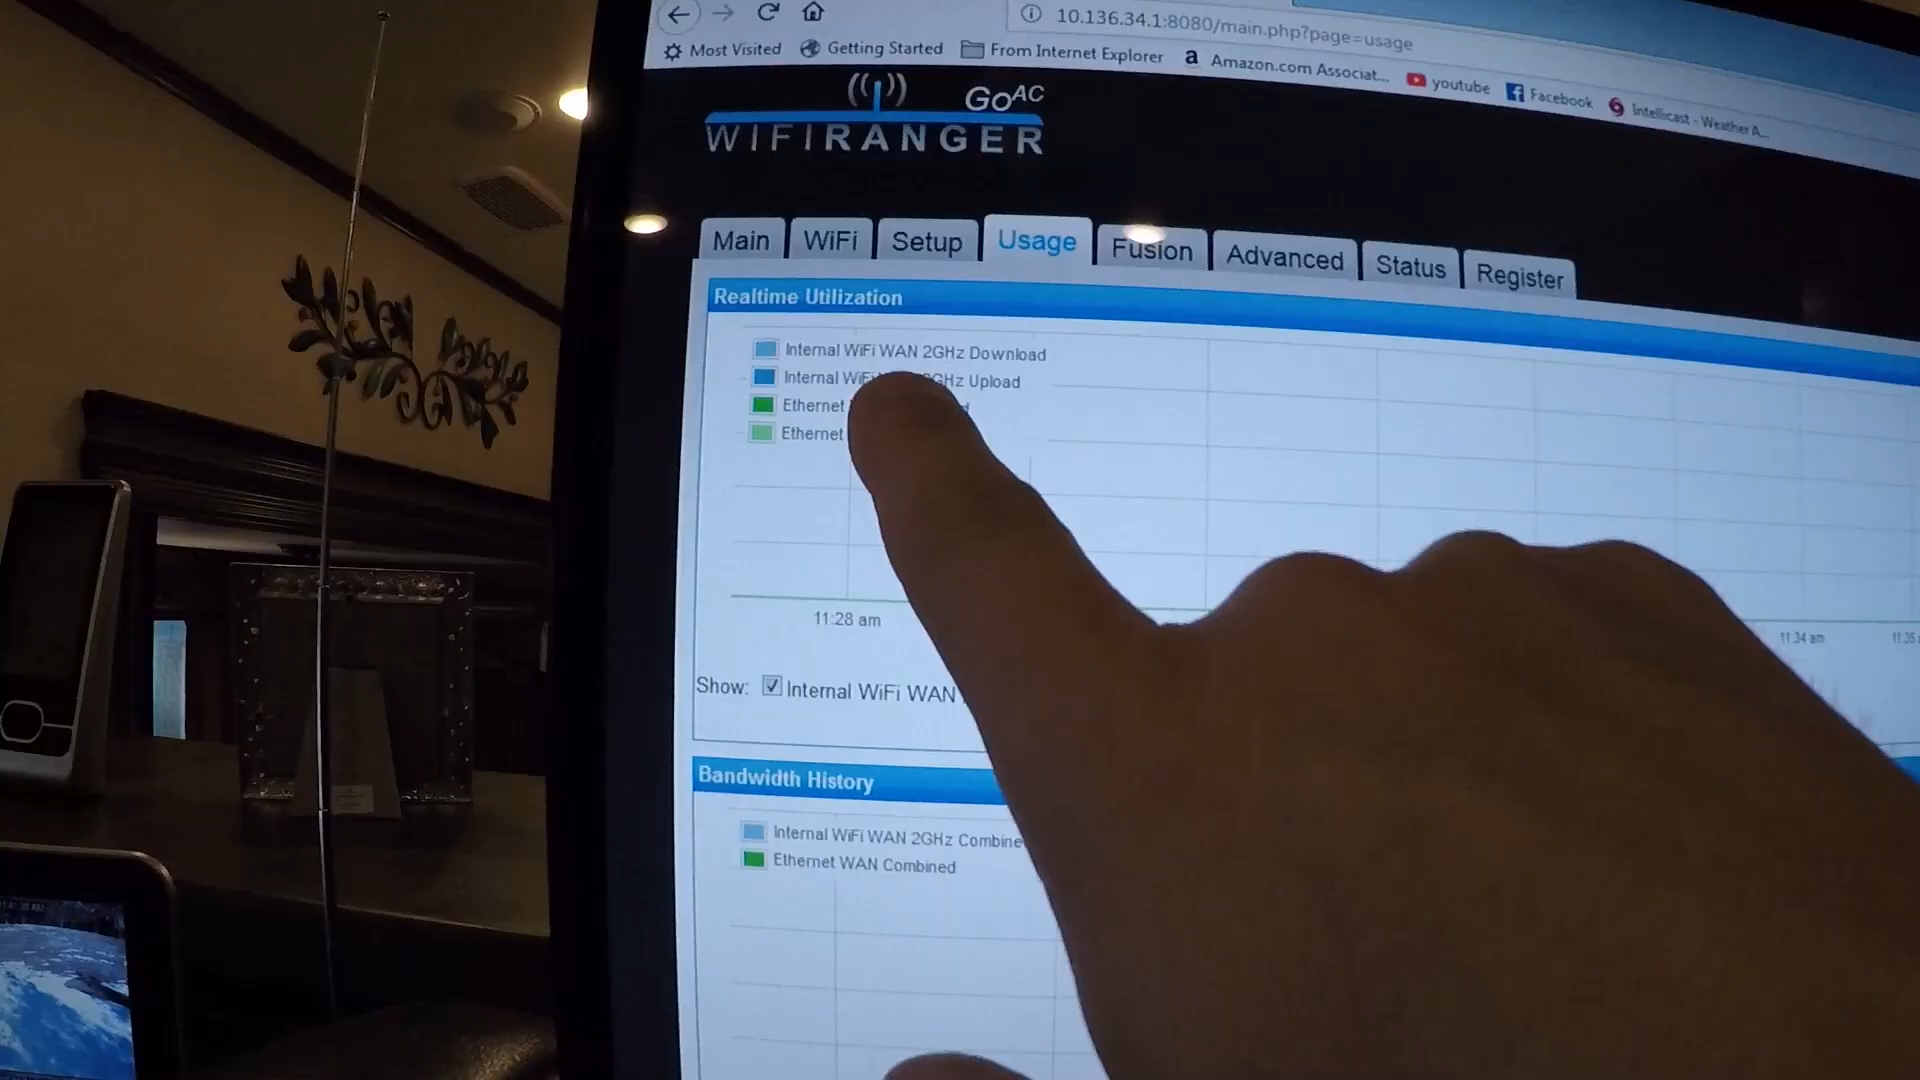 10.136.34.1:8080/main.php?page=usage
Most Visited Getting Started From Internet Explorer Amazon.com Associat... youtube Facebook Intellicast - Weather A...
GoAC
WIFIRANGER
Main WiFi Setup Usage Fusion Advanced Status Register
Realtime Utilization
Internal WiFi WAN 2GHz Download
Internal WiFi GHz Upload
Ethernet
Ethernet
11:28 am 11:34 am
Show: Internal WiFi WAN
Bandwidth History
Internal WiFi WAN 2GHz Combine
Ethernet WAN Combined